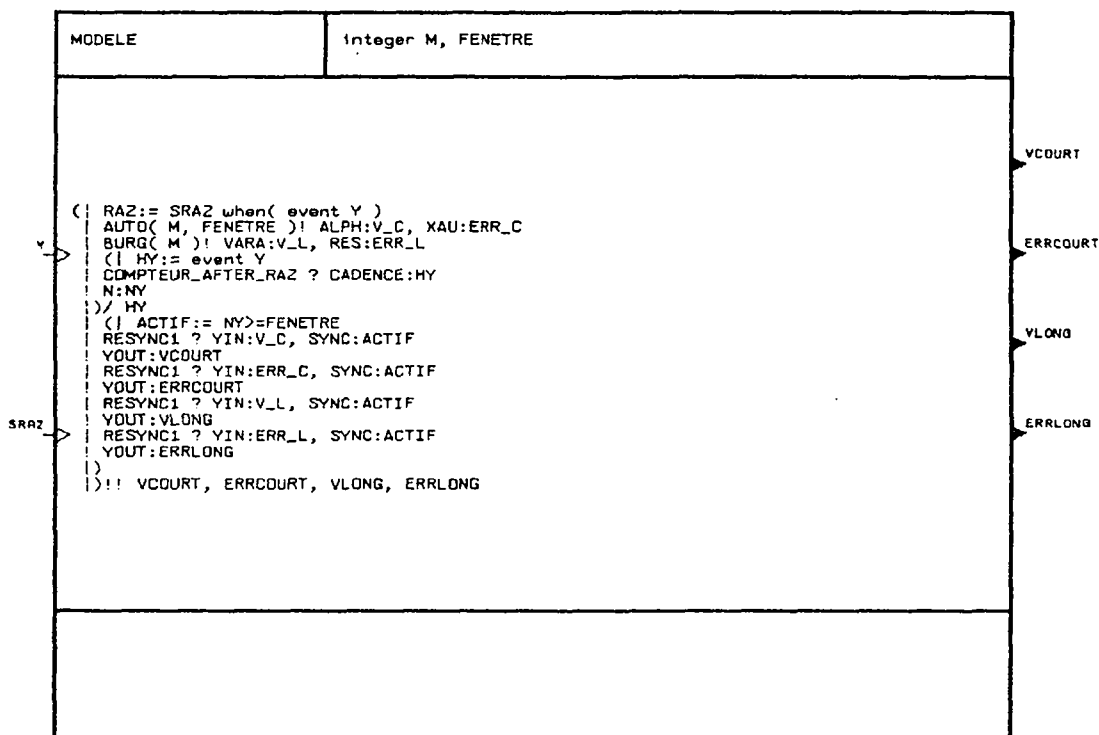 MODELE
integer M, FENETRE
VCOURT
(| RAZ:= SRAZ when( event Y )
| AUTO( M, FENETRE )! ALPH:V_C, XAU:ERR_C
Y
| BURG( M )! VARA:V_L, RES:ERR_L
ERRCOURT
| (| HY:= event Y
| COMPTEUR_AFTER_RAZ ? CADENCE:HY
! N:NY
|)/ HY
| (| ACTIF:= NY>=FENETRE
| RESYNC1 ? YIN:V_C, SYNC:ACTIF
VLONG
! YOUT:VCOURT
| RESYNC1 ? YIN:ERR_C, SYNC:ACTIF
! YOUT:ERRCOURT
| RESYNC1 ? YIN:V_L, SYNC:ACTIF
! YOUT:VLONG
SRAZ
| RESYNC1 ? YIN:ERR_L, SYNC:ACTIF
ERRLONG
! YOUT:ERRLONG
|)
|)!! VCOURT, ERRCOURT, VLONG, ERRLONG